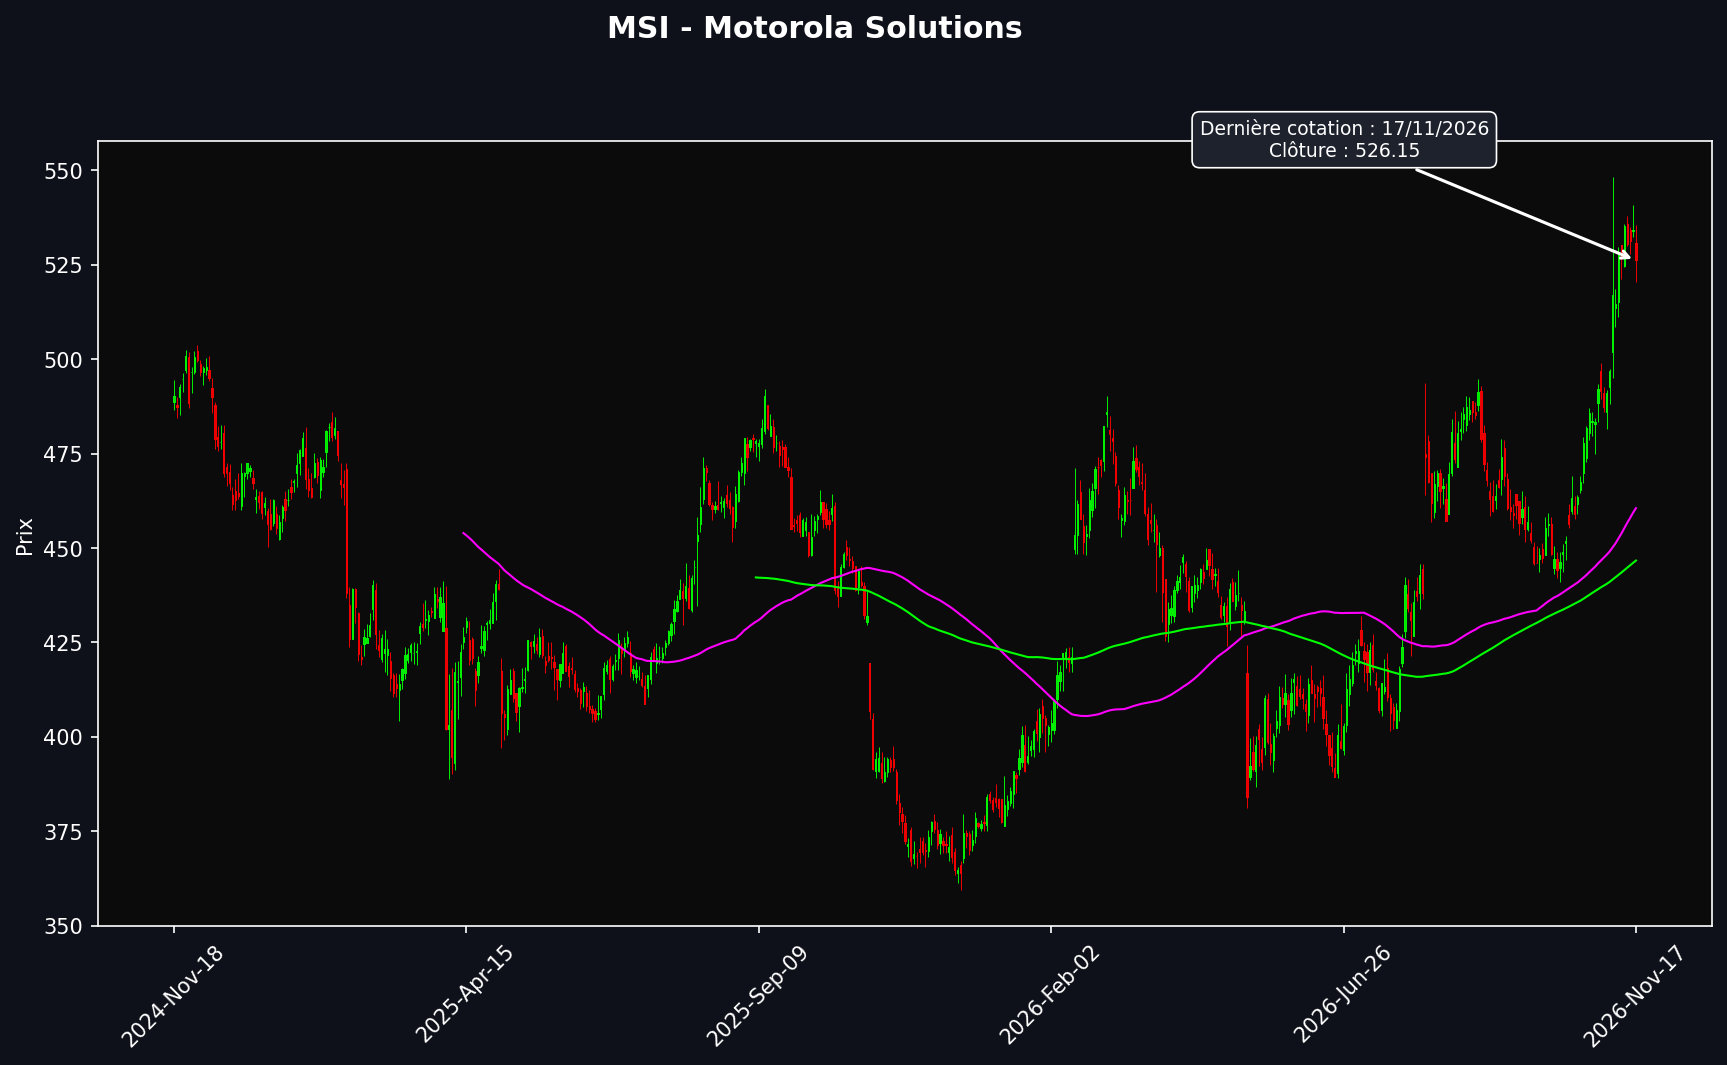 MSI - Motorola Solutions
Dernière cotation : 17/11/2026
Clôture : 526.15
Prix
550
525
500
475
450
425
400
375
350
2024-Nov-18
2025-Apr-15
2025-Sep-09
2026-Feb-02
2026-Jun-26
2026-Nov-17